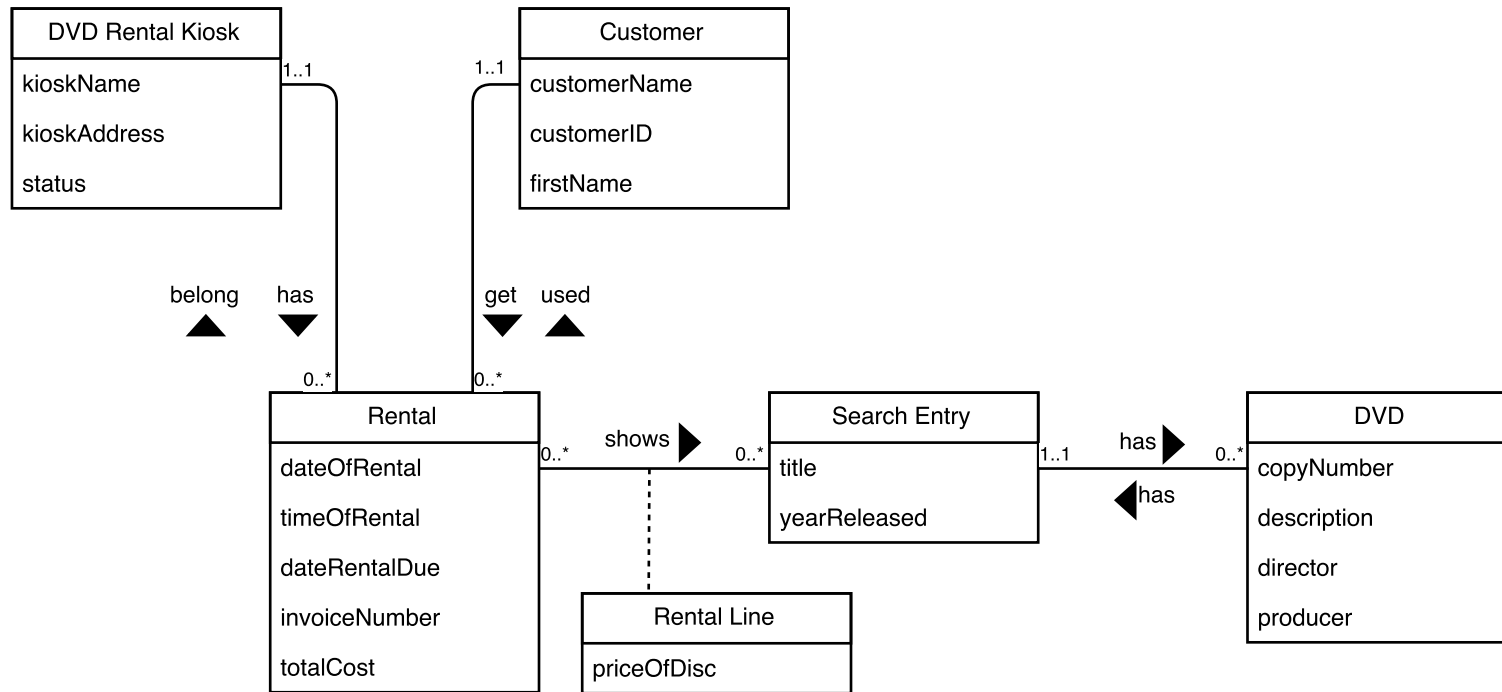 DVD Rental Kiosk
kioskName
kioskAddress
status
1..1
1..1
Customer
customerName
customerID
firstName
belong
has
get
used
0..*
0..*
Rental
dateOfRental
timeOfRental
dateRentalDue
invoiceNumber
totalCost
0..*
shows
0..*
Search Entry
title
yearReleased
1..1
has
has
0..*
DVD
copyNumber
description
director
producer
Rental Line
priceOfDisc